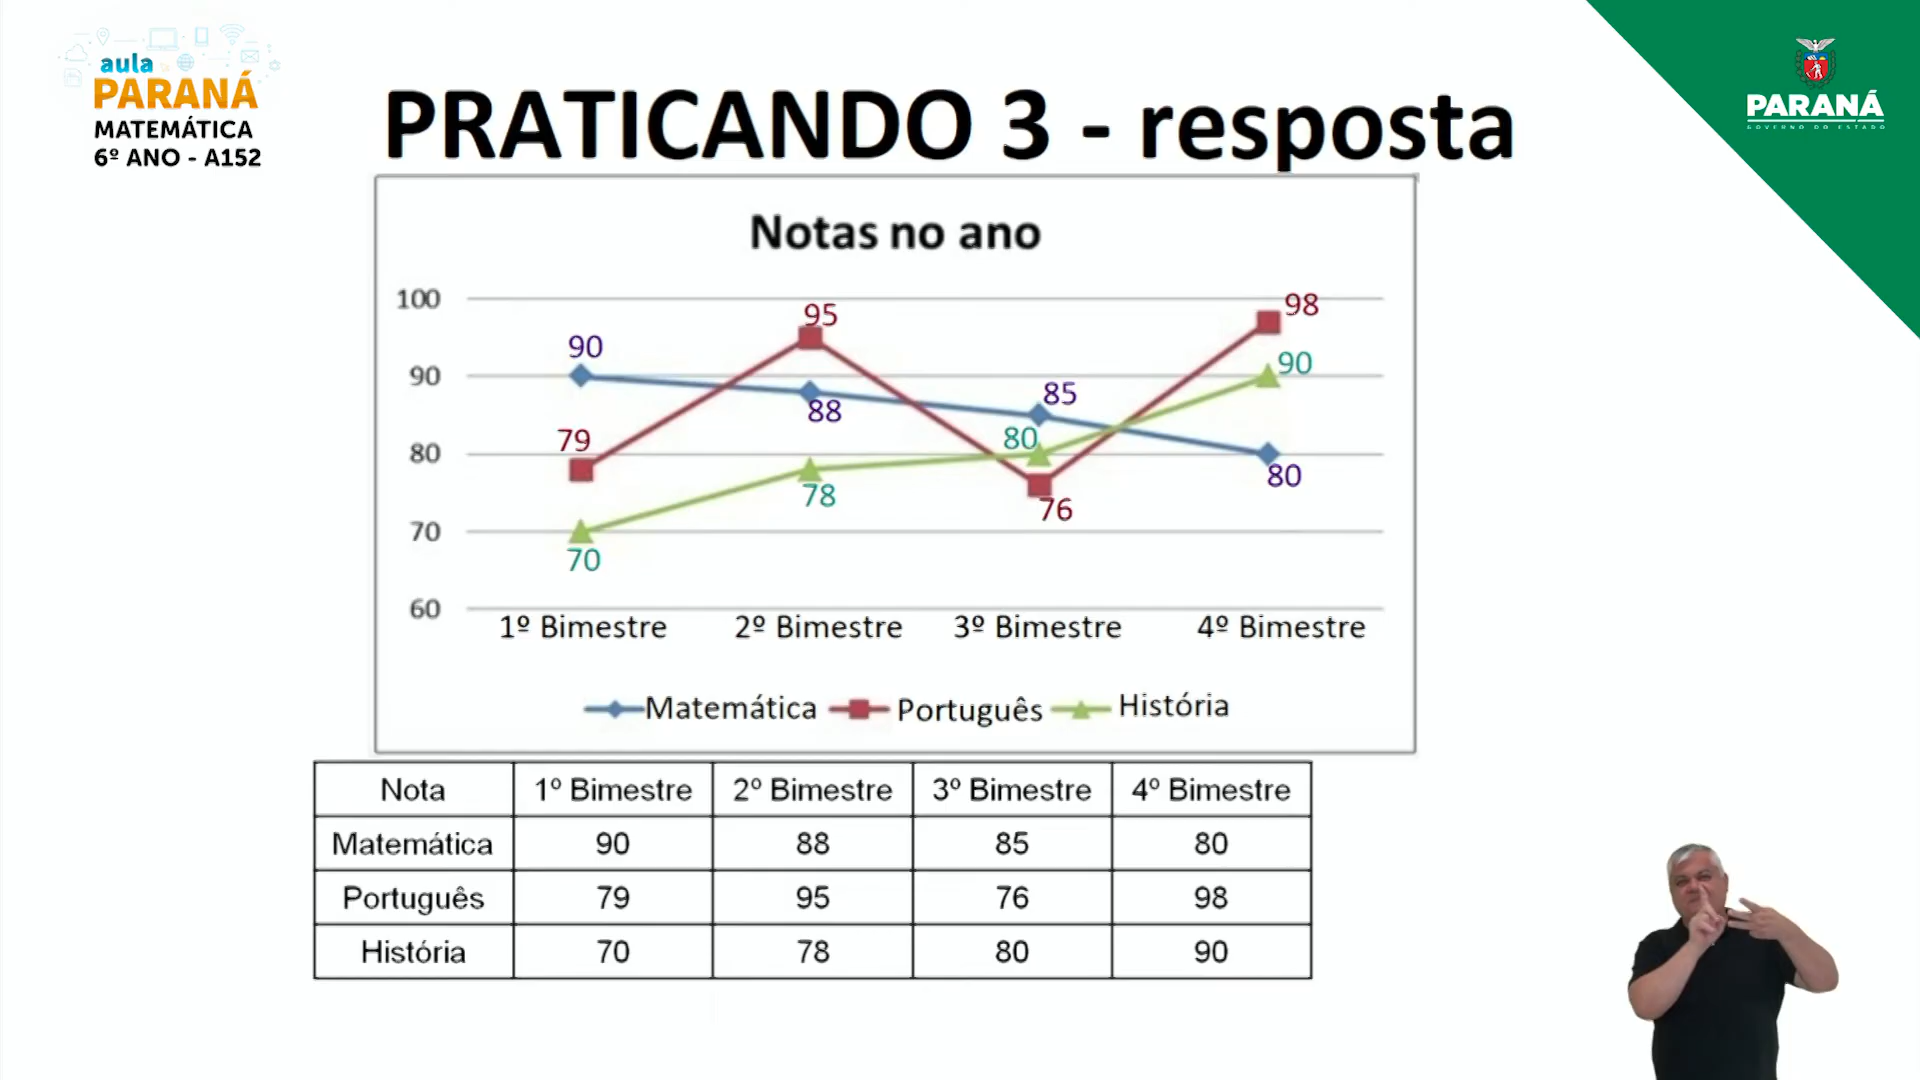 aula
PARANÁ
MATEMÁTICA
6º ANO - A152
PRATICANDO 3 - resposta
PARANÁ
GOVERNO DO ESTADO
Notas no ano
100
90
80
70
60
90
88
85
80
79
95
76
98
70
78
80
90
1º Bimestre 2º Bimestre 3º Bimestre 4º Bimestre
Matemática Português História
Nota 1º Bimestre 2º Bimestre 3º Bimestre 4º Bimestre
Matemática 90 88 85 80
Português 79 95 76 98
História 70 78 80 90